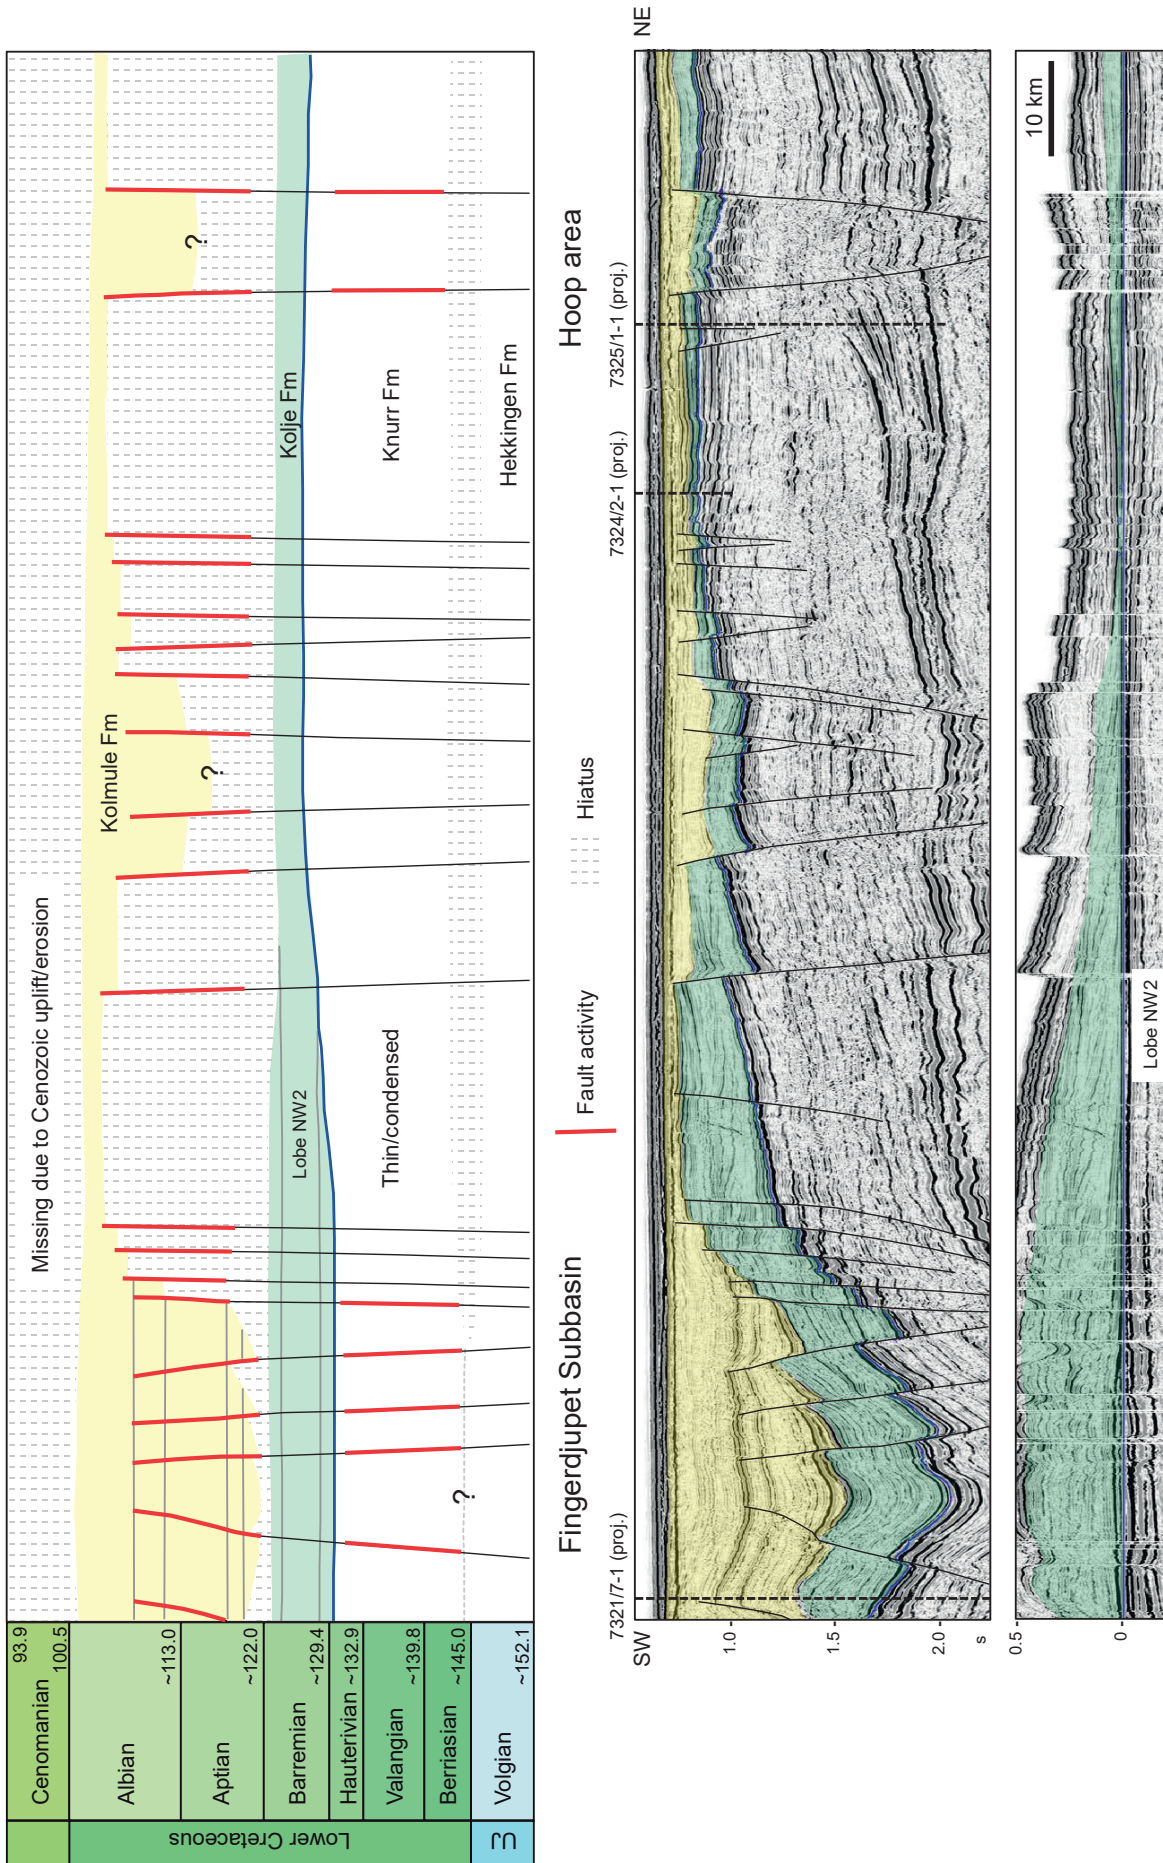 Cenomanian
93.9
100.5
Albian
~113.0
Aptian
~122.0
Barremian
~129.4
Hauterivian
~132.9
Valangian
~139.8
Berriasian
~145.0
Volgian
~152.1
Lower Cretaceous
UJ
Missing due to Cenozoic uplift/erosion
Kolmule Fm
?
?
Lobe NW2
Kolje Fm
Thin/condensed
Knurr Fm
?
Hekkingen Fm
Fingerdjupet Subbasin
Fault activity
Hiatus
Hoop area
7321/7-1 (proj.)
7324/2-1 (proj.)
7325/1-1 (proj.)
SW
NE
1.0
1.5
2.0
s
0.5
0
10 km
Lobe NW2